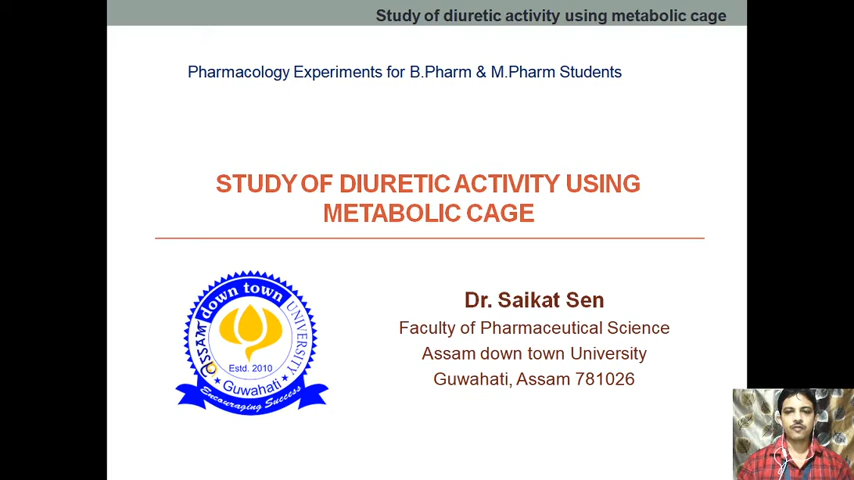 Study of diuretic activity using metabolic cage
Pharmacology Experiments for B.Pharm & M.Pharm Students
STUDY OF DIURETIC ACTIVITY USING
METABOLIC CAGE
assam down town UNIVERSITY
Estd. 2010
Guwahati
Encouraging Success
Dr. Saikat Sen
Faculty of Pharmaceutical Science
Assam down town University
Guwahati, Assam 781026